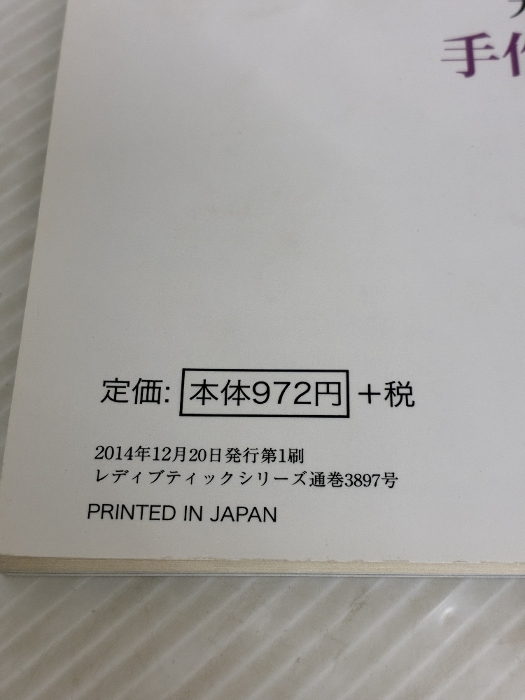 手作
定価: 本体972円 +税
2014年12月20日発行第1刷
レディブティックシリーズ通巻3897号
PRINTED IN JAPAN